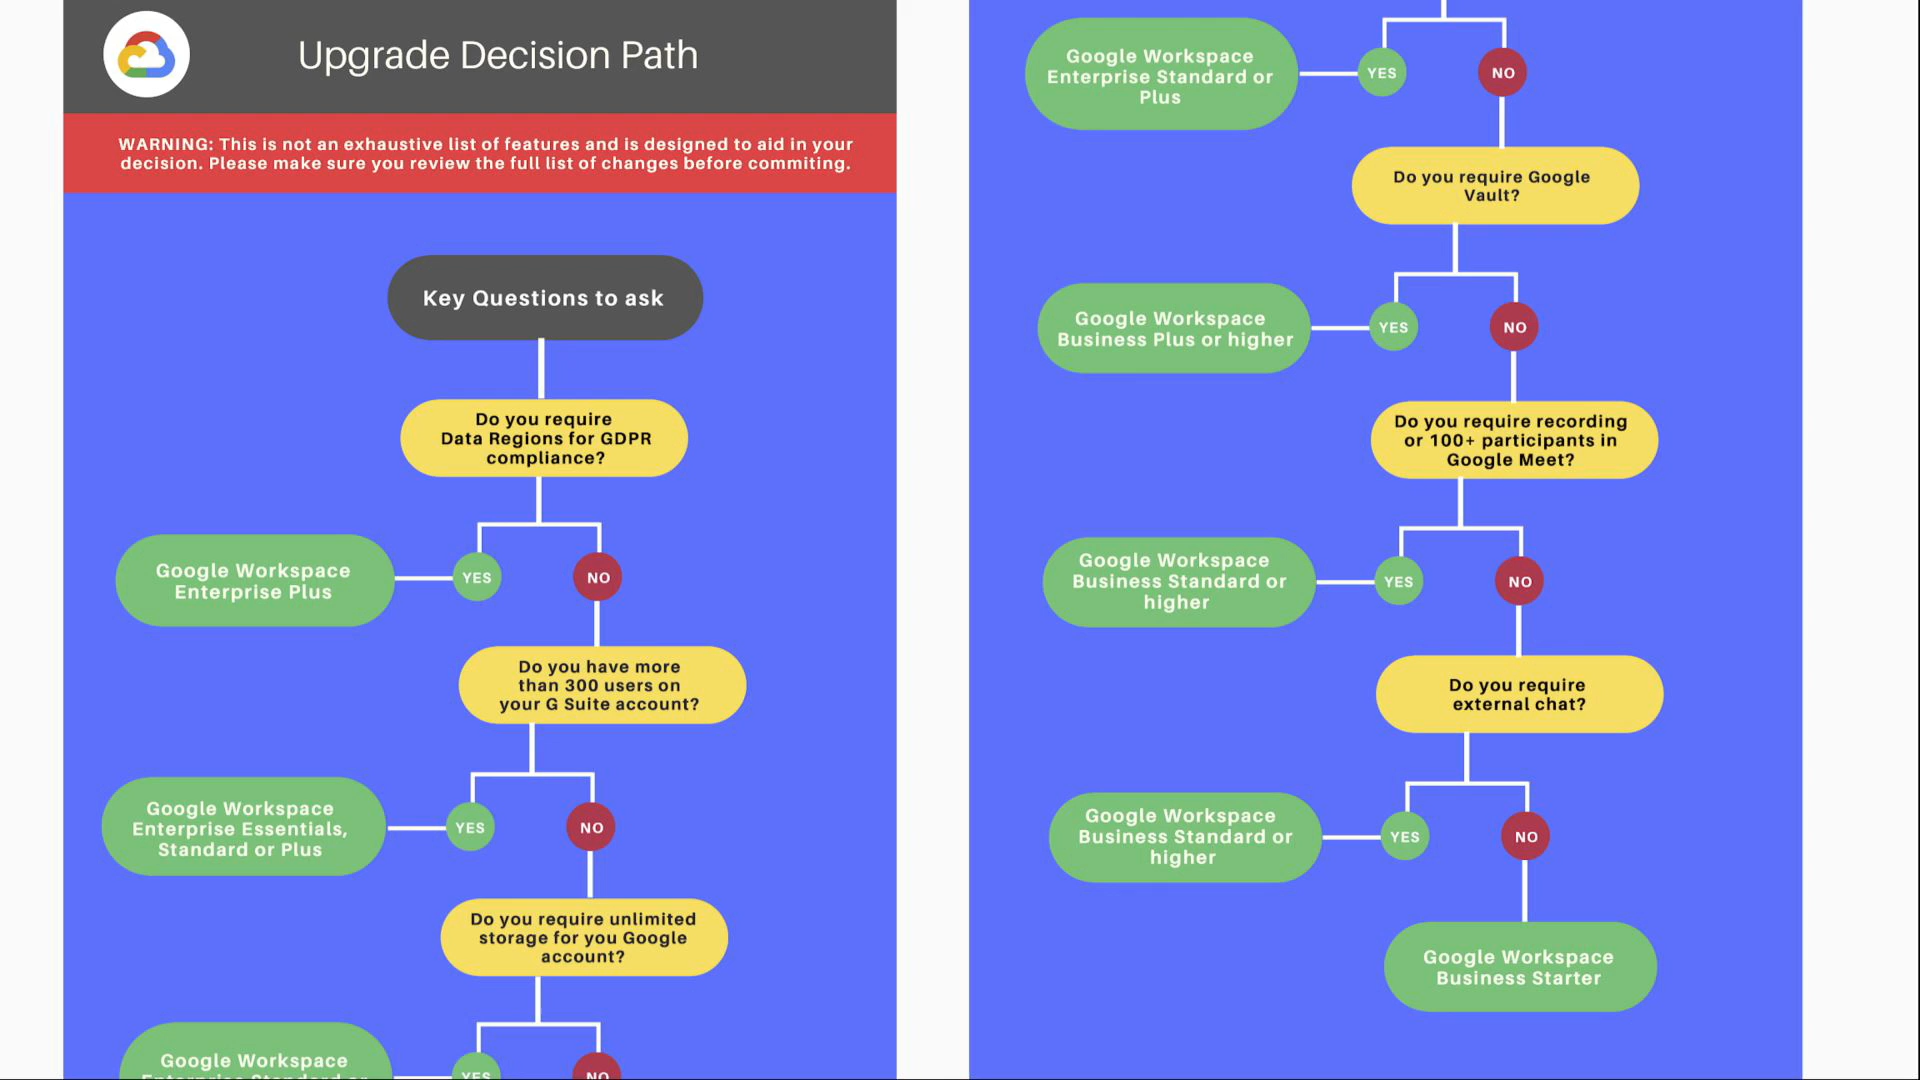 Upgrade Decision Path
WARNING: This is not an exhaustive list of features and is designed to aid in your
decision. Please make sure you review the full list of changes before commiting.
Key Questions to ask
Do you require
Data Regions for GDPR
compliance?
Google Workspace
Enterprise Plus
YES
NO
Do you have more
than 300 users on
your G Suite account?
Google Workspace
Enterprise Essentials,
Standard or Plus
YES
NO
Do you require unlimited
storage for you Google
account?
Google Workspace
Enterprise Standard or
YES
NO
Google Workspace
Enterprise Standard or
Plus
YES
NO
Do you require Google
Vault?
Google Workspace
Business Plus or higher
YES
NO
Do you require recording
or 100+ participants in
Google Meet?
Google Workspace
Business Standard or
higher
YES
NO
Do you require
external chat?
Google Workspace
Business Standard or
higher
YES
NO
Google Workspace
Business Starter